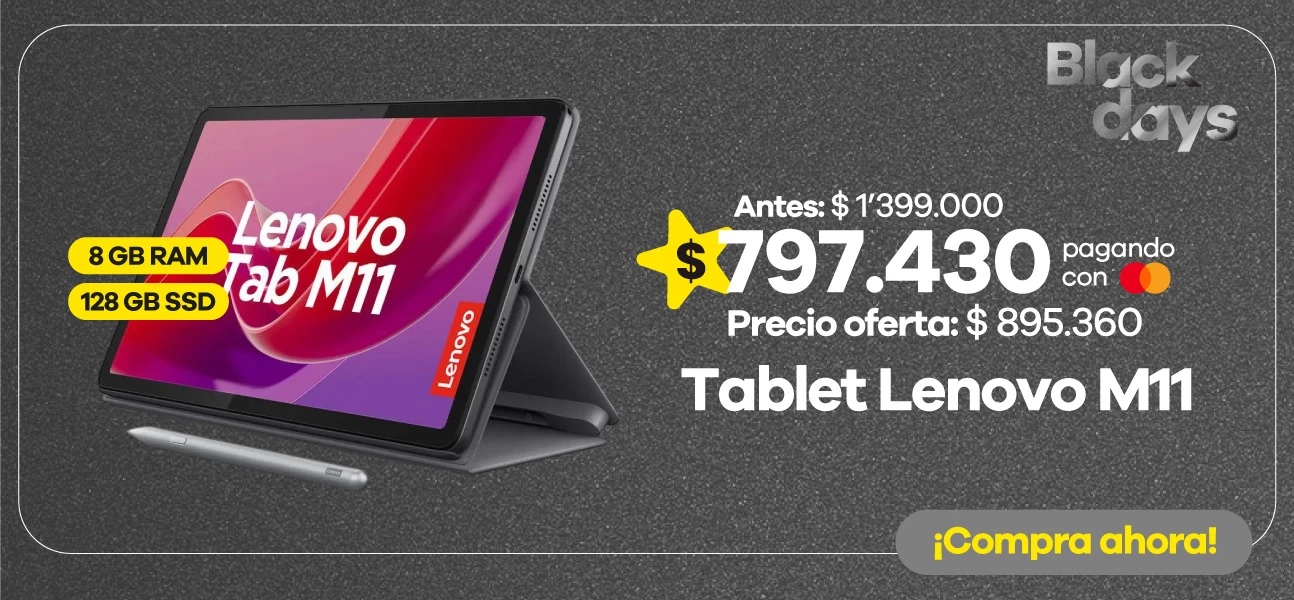 Black
days
Lenovo
Tab M11
8 GB RAM
128 GB SSD
Lenovo
Antes: $ 1'399.000
$ 797.430 pagando
con
Precio oferta: $ 895.360
Tablet Lenovo M11
¡Compra ahora!